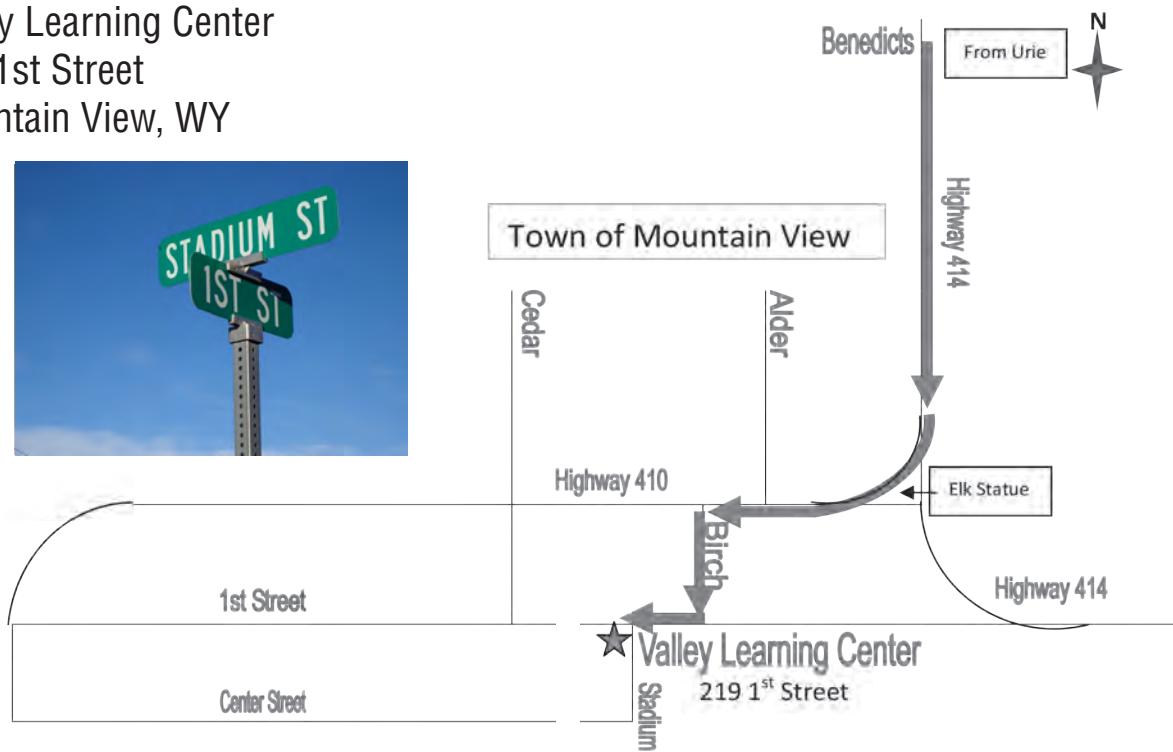 y Learning Center
1st Street
ntain View, WY
Benedicts
From Urie
N
Highway 414
STADIUM ST
1ST ST
Town of Mountain View
Cedar
Alder
Highway 410
Elk Statue
Birch
Highway 414
1st Street
Valley Learning Center
219 1st Street
Center Street
Stadium